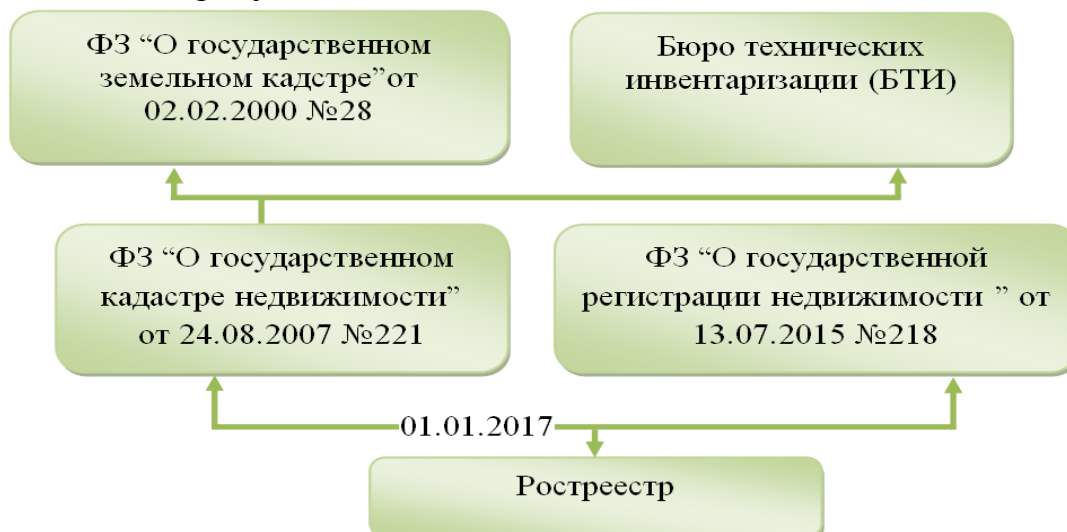 ФЗ “О государственном
земельном кадстре”от
02.02.2000 №28
Бюро технических
инвентаризации (БТИ)
ФЗ “О государственном
кадастре недвижимости”
от 24.08.2007 №221
ФЗ “О государственной
регистрации недвижимости ” от
13.07.2015 №218
01.01.2017
Ростреестр